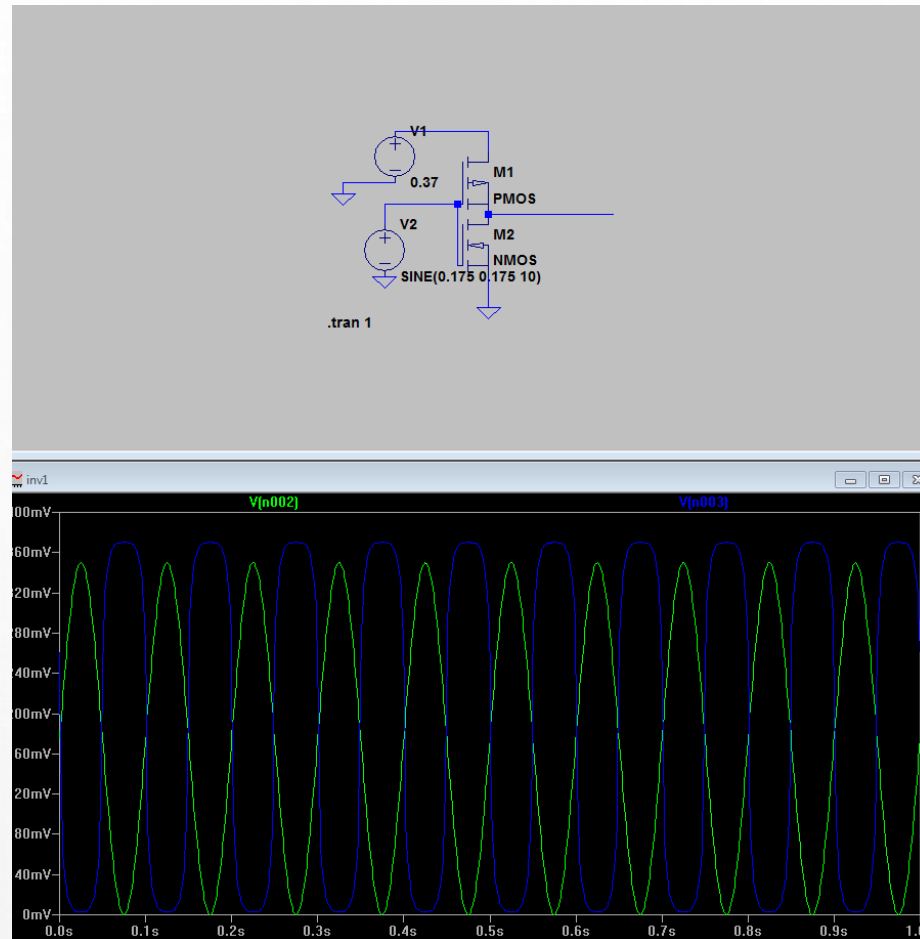 V1
M1
0.37
PMOS
V2
M2
NMOS
SINE(0.175 0.175 10)
.tran 1
inv1
V(n002) V(n003)
360mV
320mV
280mV
240mV
200mV
60mV
20mV
80mV
40mV
0mV
0.0s 0.1s 0.2s 0.3s 0.4s 0.5s 0.6s 0.7s 0.8s 0.9s